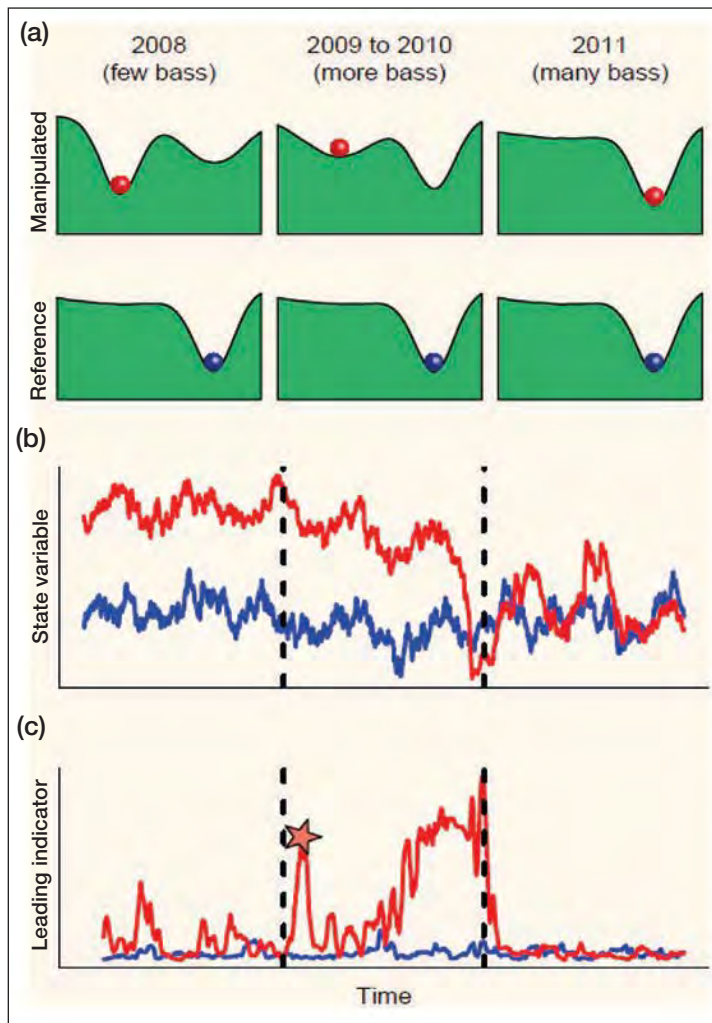 (a)
2008
(few bass)
2009 to 2010
(more bass)
2011
(many bass)
Manipulated
Reference
(b)
State variable
(c)
Leading indicator
Time